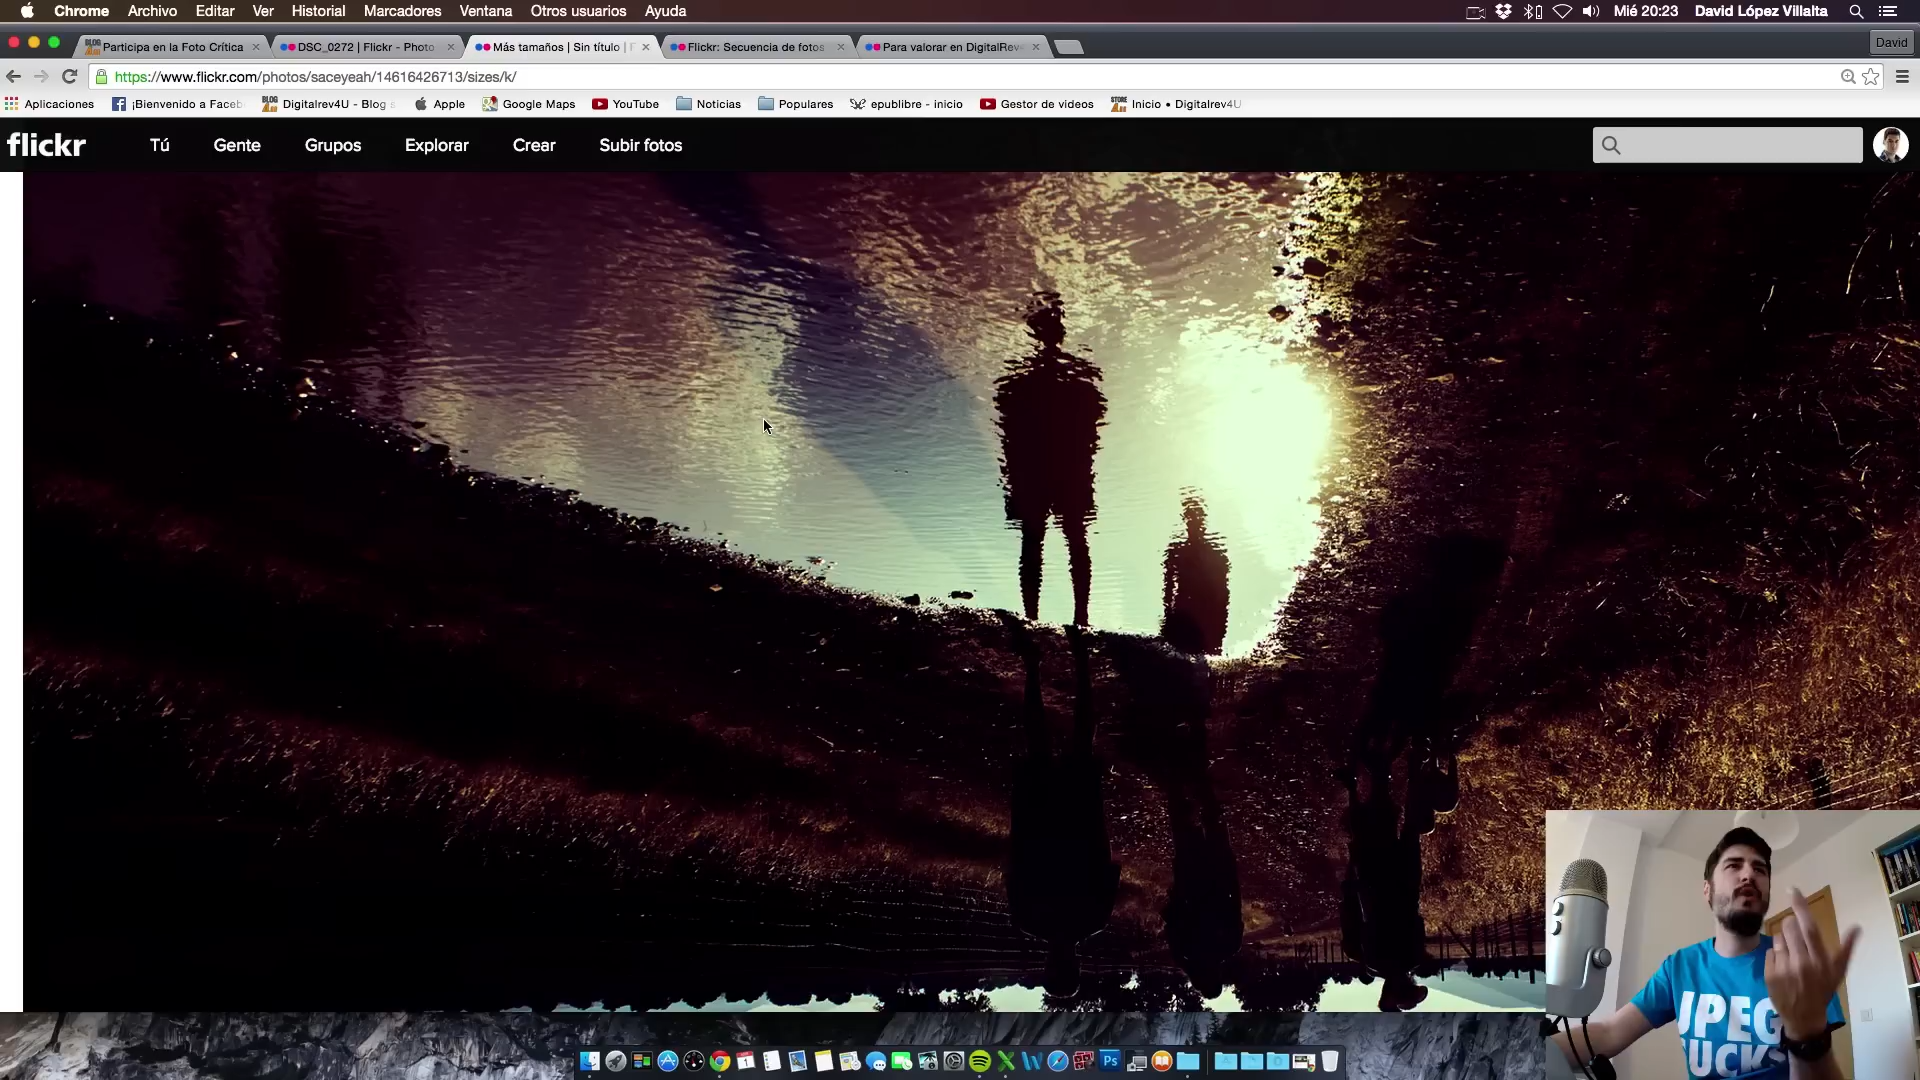 Chrome Archivo Editar Ver Historial Marcadores Ventana Otros usuarios Ayuda
Mié 20:23 David López Villalta
Participa en la Foto Crítica
DSC_0272 | Flickr - Photo
Más tamaños | Sin título |
Flickr: Secuencia de fotos
Para valorar en DigitalRev
David
https://www.flickr.com/photos/saceyeah/14616426713/sizes/k/
Aplicaciones ¡Bienvenido a Faceb Digitalrev4U - Blog Apple Google Maps YouTube Noticias Populares epublibre - inicio Gestor de videos Inicio • Digitalrev4U
flickr Tú Gente Grupos Explorar Crear Subir fotos
JPEG
SUCKS